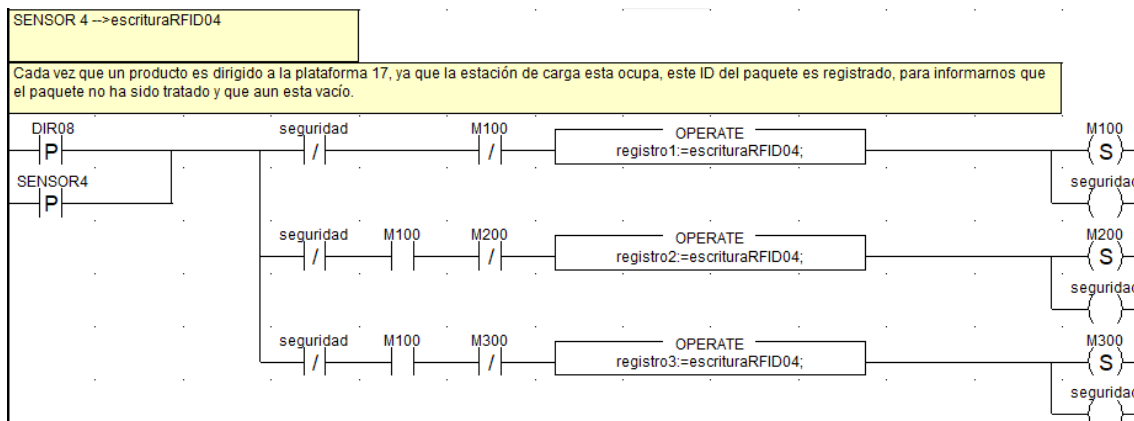 SENSOR 4 -->escrituraRFID04
Cada vez que un producto es dirigido a la plataforma 17, ya que la estación de carga esta ocupa, este ID del paquete es registrado, para informarnos que
el paquete no ha sido tratado y que aun esta vacío.
DIR08 seguridad M100 OPERATE M100
P / / registro1:=escrituraRFID04; S
SENSOR4 seguridad
P
seguridad M100 M200 OPERATE M200
/ / registro2:=escrituraRFID04; S
seguridad
seguridad M100 M300 OPERATE M300
/ / registro3:=escrituraRFID04; S
seguridad